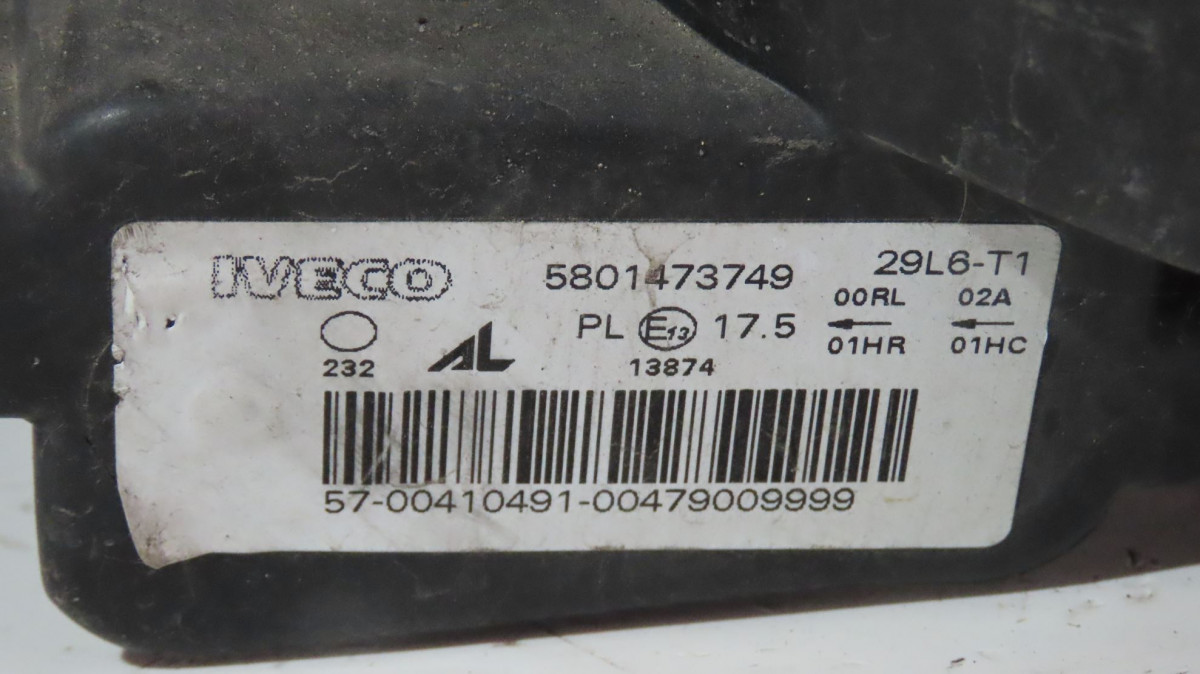 IVECO 5801473749 29L6-T1
00RL 02A
PL E13 17.5
01HR 01HC
232 AL 13874
57-00410491-00479009999